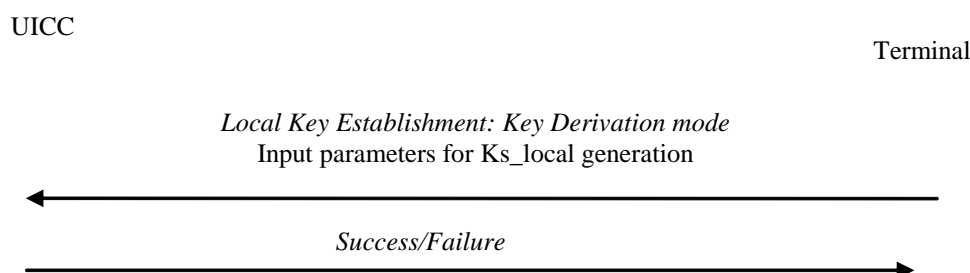 UICC
Terminal
Local Key Establishment: Key Derivation mode
Input parameters for Ks_local generation
Success/Failure